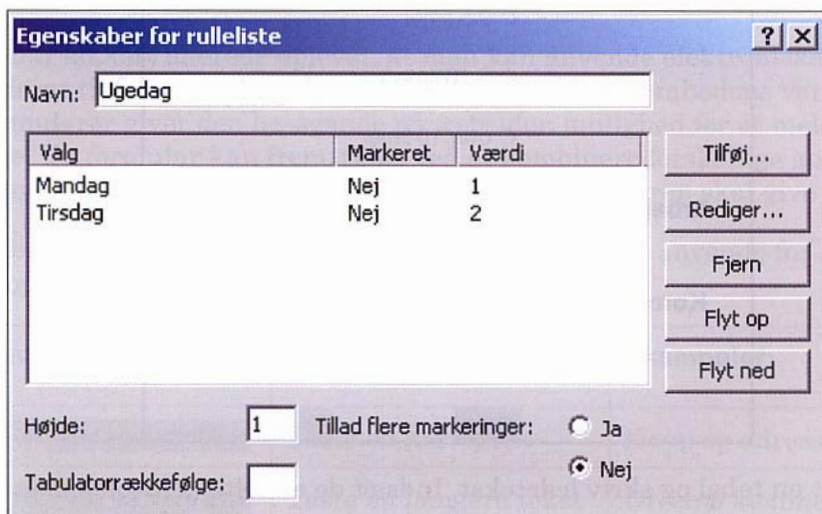 Egenskaber for rulleliste
Navn: Ugedag
Valg Markeret Værdi
Mandag Nej 1
Tirsdag Nej 2
Tilføj...
Rediger...
Fjern
Flyt op
Flyt ned
Højde: 1 Tillad flere markeringer: Ja
Nej
Tabulatorrækkefølge: